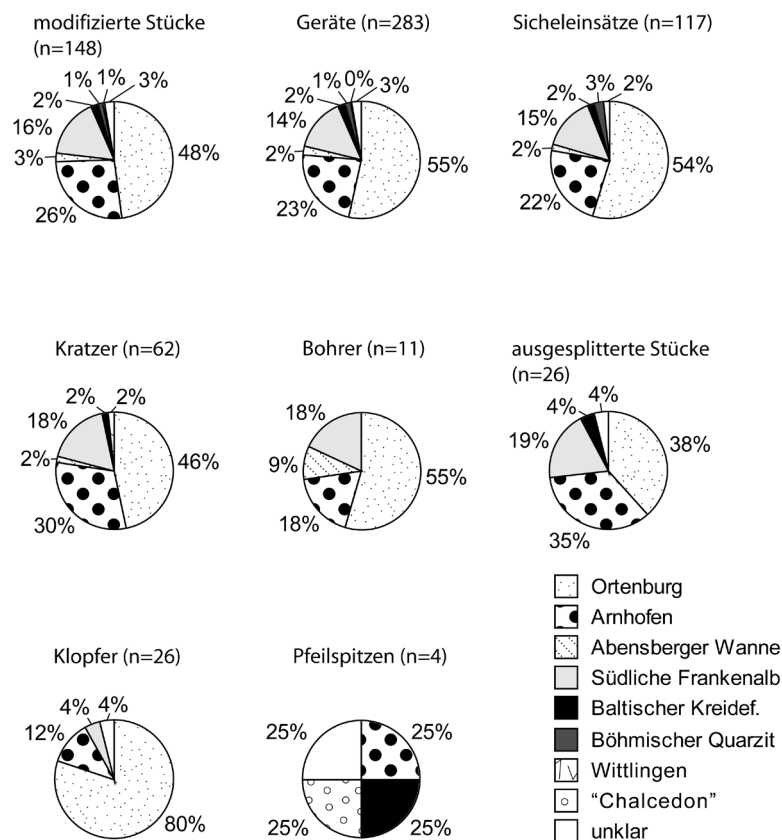 modifizierte Stücke
(n=148)
Geräte (n=283)
Sicheleinsätze (n=117)
1% 1% 3%
2%
16%
3%
26%
48%
1% 0% 3%
2%
14%
2%
23%
55%
2% 3% 2%
15%
2%
22%
54%
Kratzer (n=62)
Bohrer (n=11)
ausgesplitterte Stücke
(n=26)
2% 2%
18%
2%
30%
46%
18%
9%
18%
55%
4% 4%
19%
35%
38%
Klopfer (n=26)
Pfeilspitzen (n=4)
4% 4%
12%
80%
25% 25%
25% 25%
Ortenburg
Arnhofen
Abensberger Wanne
Südliche Frankenalb
Baltischer Kreidef.
Böhmischer Quarzit
Wittlingen
“Chalcedon”
unklar